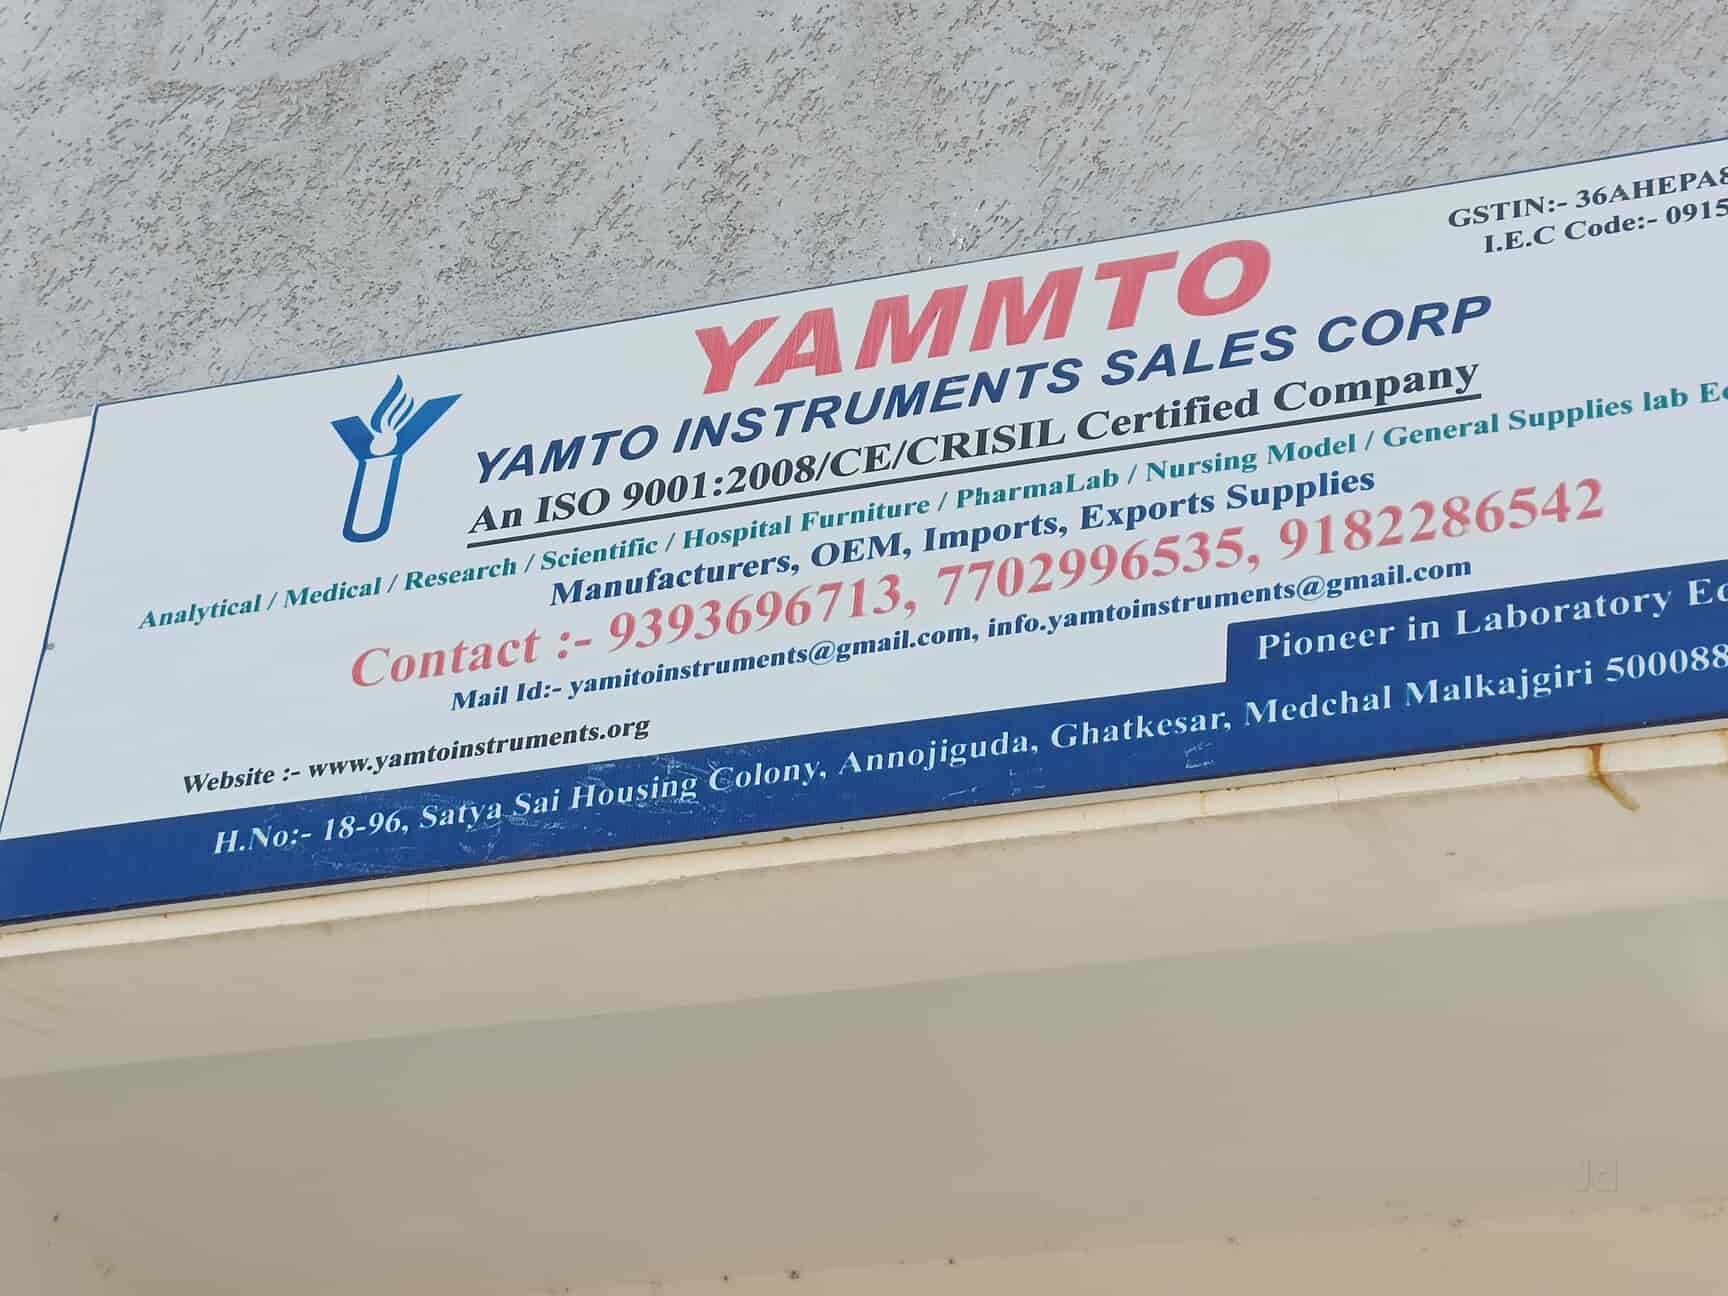 GSTIN:- 36AHEPA8
I.E.C Code:- 0915
YAMMTO
YAMTO INSTRUMENTS SALES CORP
An ISO 9001:2008/CE/CRISIL Certified Company
Analytical / Medical / Research / Scientific / Hospital Furniture / PharmaLab / Nursing Model / General Supplies lab E
Manufacturers, OEM, Imports, Exports Supplies
Contact :- 9393696713, 7702996535, 9182286542
Mail Id:- yamitoinstruments@gmail.com, info.yamtoinstruments@gmail.com
Website :- www.yamtoinstruments.org
Pioneer in Laboratory E
H.No:- 18-96, Satya Sai Housing Colony, Annojiguda, Ghatkesar, Medchal Malkajgiri 500088
Jd